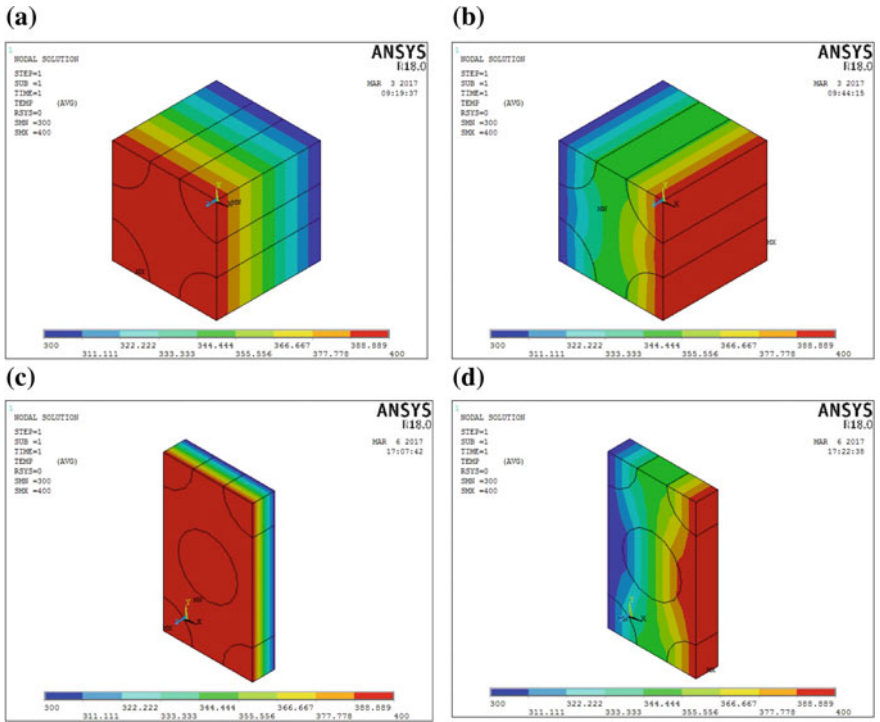 (a)
1
NODAL SOLUTION
STEP=1
SUB =1
TIME=1
TEMP (AVG)
RSYS=0
SMN =300
SMX =400
ANSYS
R18.0
MAR 3 2017
09:19:37
Y
X
MN
MX
300 322.222 344.444 366.667 388.889
311.111 333.333 355.556 377.778 400
(b)
1
NODAL SOLUTION
STEP=1
SUB =1
TIME=1
TEMP (AVG)
RSYS=0
SMN =300
SMX =400
ANSYS
R18.0
MAR 3 2017
09:44:15
MN
Y
X
MX
300 322.222 344.444 366.667 388.889
311.111 333.333 355.556 377.778 400
(c)
1
NODAL SOLUTION
STEP=1
SUB =1
TIME=1
TEMP (AVG)
RSYS=0
SMN =300
SMX =400
ANSYS
R18.0
MAR 6 2017
17:07:42
MN
Y
X
MX
300 322.222 344.444 366.667 388.889
311.111 333.333 355.556 377.778 400
(d)
1
NODAL SOLUTION
STEP=1
SUB =1
TIME=1
TEMP (AVG)
RSYS=0
SMN =300
SMX =400
ANSYS
R18.0
MAR 6 2017
17:22:38
Y
X
MX
300 322.222 344.444 366.667 388.889
311.111 333.333 355.556 377.778 400